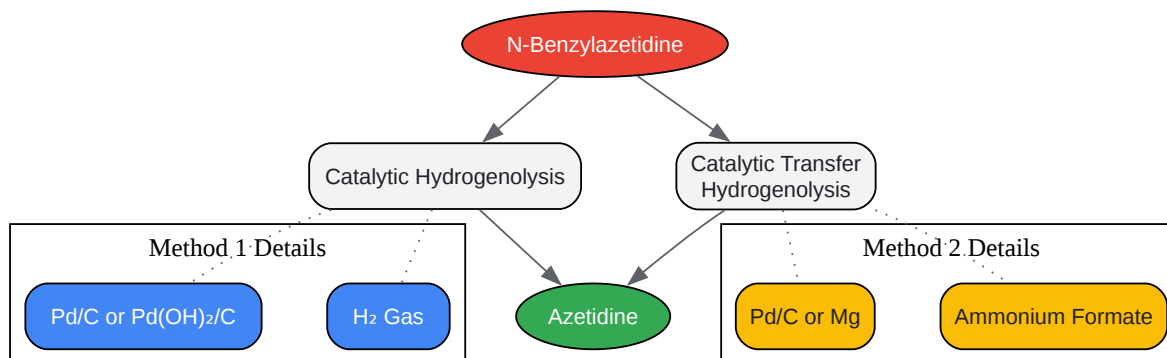 N-Benzylazetidine
Catalytic Hydrogenolysis
Catalytic Transfer
Hydrogenolysis
Method 1 Details
Method 2 Details
Pd/C or Pd(OH)₂/C
H₂ Gas
Azetidine
Pd/C or Mg
Ammonium Formate